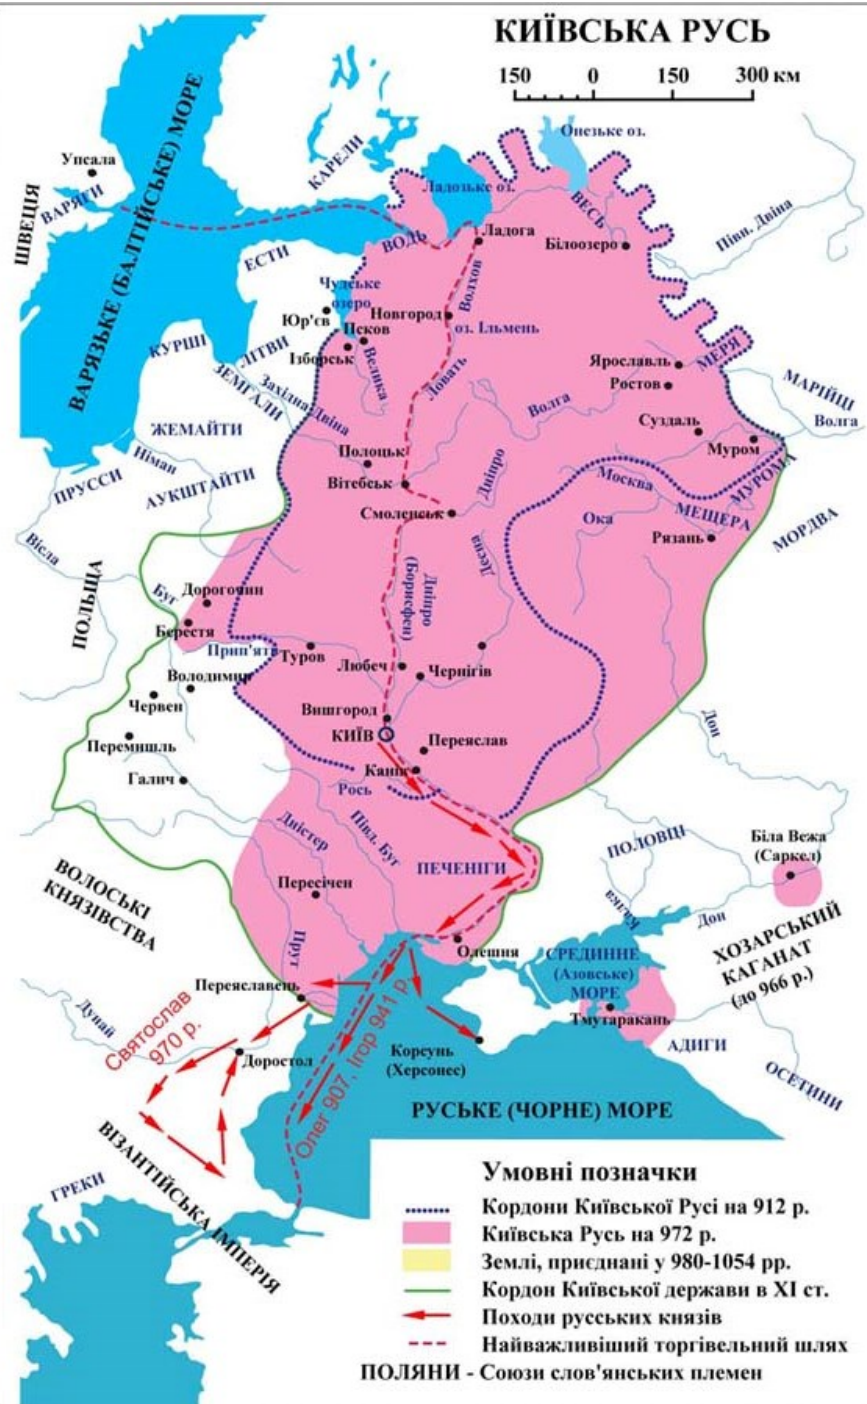 КИЇВСЬКА РУСЬ
150 0 150 300 км
Онезьке оз.
КАРЕЛИ
Упсала
ШВЕЦІЯ
ВАРЯГИ
ВАРЯЗЬКЕ (БАЛТІЙСЬКЕ) МОРЕ
Ладозьке оз.
ВЕСЬ
Півн. Двіна
ВОДЬ
Ладога
Білоозеро
ЕСТИ
Чудське
озеро
Волхов
Юр'єв
Псков
Новгород
оз. Ільмень
КУРШІ
ЛІТВИ
Ізборськ
Велика
ЗЕМГАЛИ
Західна Двіна
Ловать
Ярославль
МЕРЯ
Ростов
МАРІЙЦІ
Волга
Волга
Суздаль
Муром
ЖЕМАЙТИ
Німан
Полоцьк
ПРУССИ
АУКШТАЙТИ
Вітебськ
Дніпро
Москва
МУРОМА
Смоленськ
МЕЩЕРА
Ока
МОРДВА
Рязань
Вісла
Десна
ПОЛЬЩА
Буг
Дорогочин
Дніпро
(Борисфен)
Берестя
Прип'ять
Туров
Любеч
Чернігів
Володимир
Червен
Вишгород
Дон
Перемишль
КИЇВ
Переяслав
Галич
Канів
Рось
Дністер
Півд. Буг
ПОЛОВЦІ
Біла Вежа
(Саркел)
ПЕЧЕНІГИ
ВОЛОСЬКІ
КНЯЗІВСТВА
Пересічен
Калка
Дон
Прут
Олешня
СРЕДИННЕ
(Азовське)
МОРЕ
ХОЗАРСЬКИЙ
КАГАНАТ
(до 966 р.)
Переяславець
Дунай
Святослав
970 р.
Тмутаракань
Доростол
Олег 907, Ігор 941 р.
Корсунь
(Херсонес)
АДИГИ
ОСЕТИНИ
РУСЬКЕ (ЧОРНЕ) МОРЕ
ВІЗАНТІЙСЬКА ІМПЕРІЯ
ГРЕКИ
Умовні позначки
Кордони Київської Русі на 912 р.
Київська Русь на 972 р.
Землі, приєднані у 980-1054 рр.
Кордон Київської держави в XI ст.
Походи русських князів
Найважливіший торгівельний шлях
ПОЛЯНИ - Союзи слов'янських племен